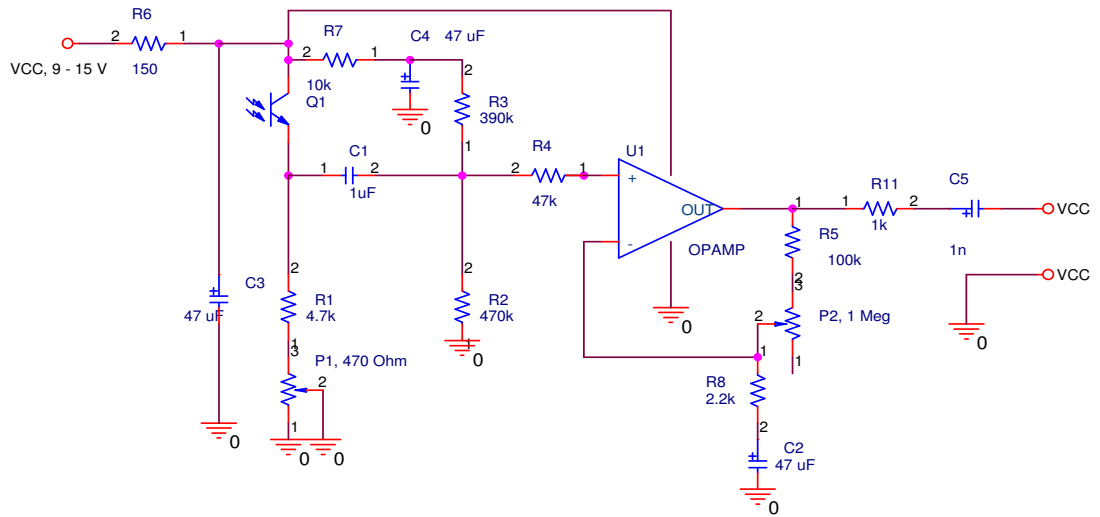 R6
2
1
VCC, 9 - 15 V
150
R7
2
1
10k
C4 47 uF
0
Q1
2
R3
390k
1
C1
1
2
1uF
R4
2
1
47k
U1
+
-
OUT
OPAMP
0
1
R5
100k
2
3
P2, 1 Meg
2
1
R11
1
2
1k
C5
1n
VCC
VCC
0
C3
47 uF
0
2
R1
4.7k
1
3
P1, 470 Ohm
2
1
0
0
2
R2
470k
1
0
1
R8
2.2k
2
C2
47 uF
0